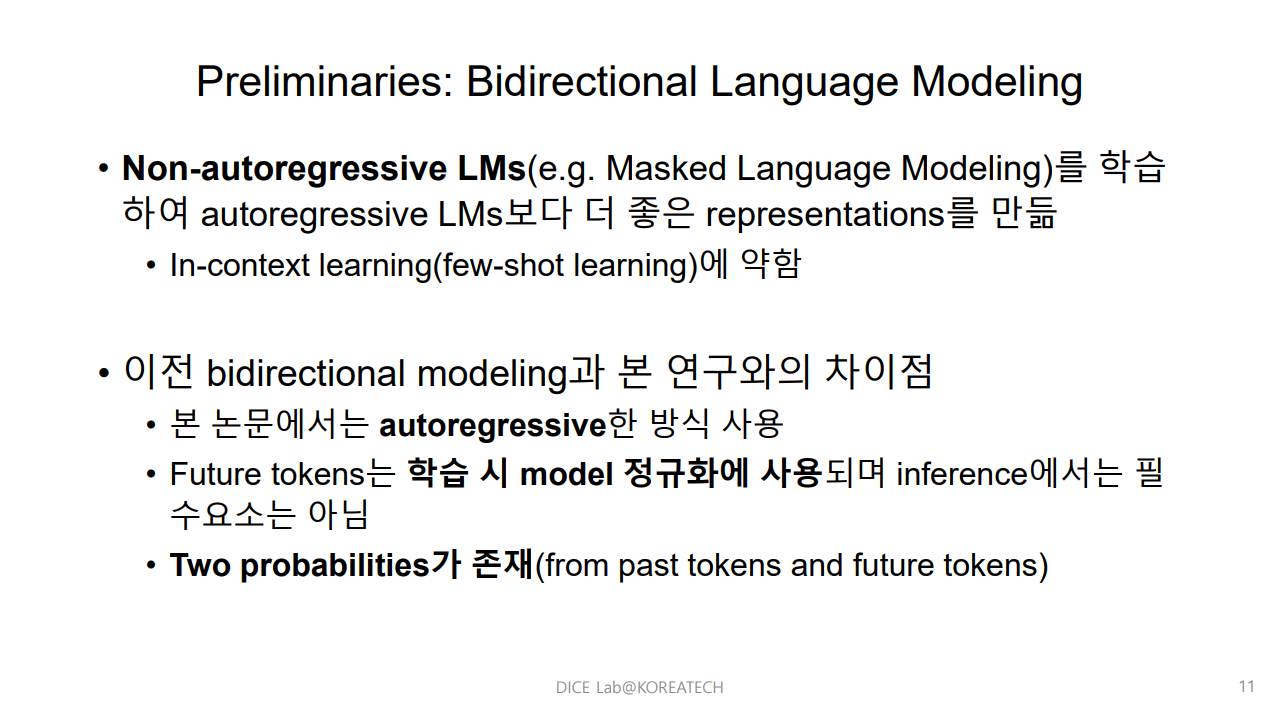 Preliminaries: Bidirectional Language Modeling
• Non-autoregressive LMs(e.g. Masked Language Modeling)를 학습
하여 autoregressive LMs보다 더 좋은 representations를 만듦
• In-context learning(few-shot learning)에 약함
• 이전 bidirectional modeling과 본 연구와의 차이점
• 본 논문에서는 autoregressive한 방식 사용
• Future tokens는 학습 시 model 정규화에 사용되며 inference에서는 필
수요소는 아님
• Two probabilities가 존재(from past tokens and future tokens)
DICE Lab@KOREATECH
11